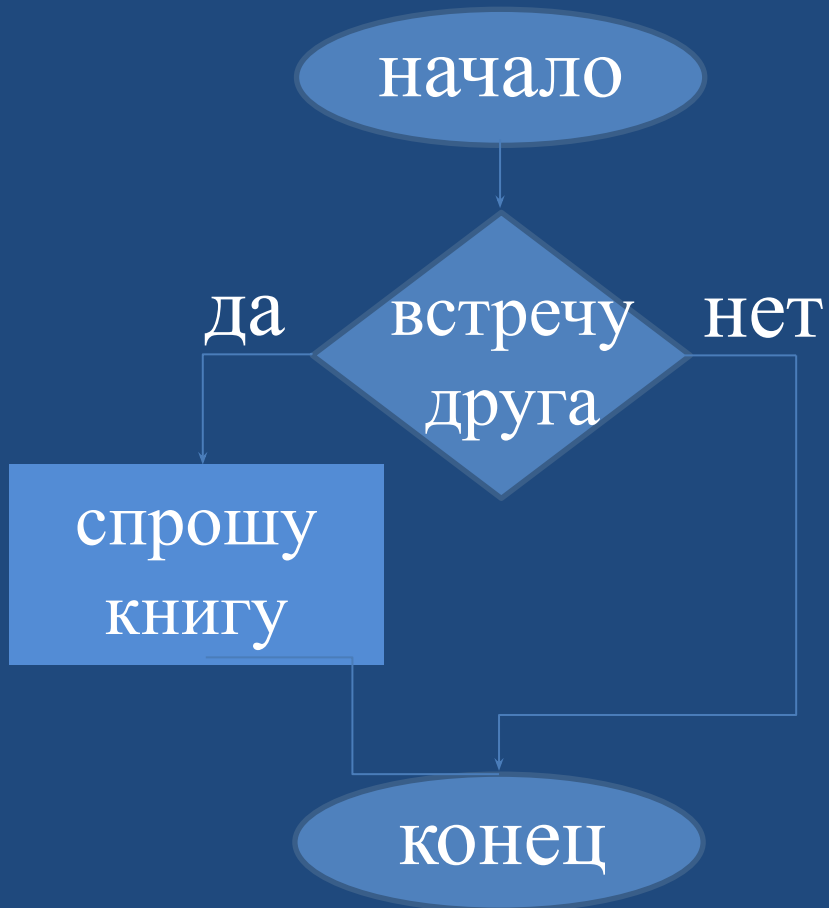 начало
да
встречу
друга
нет
спрошу
книгу
конец